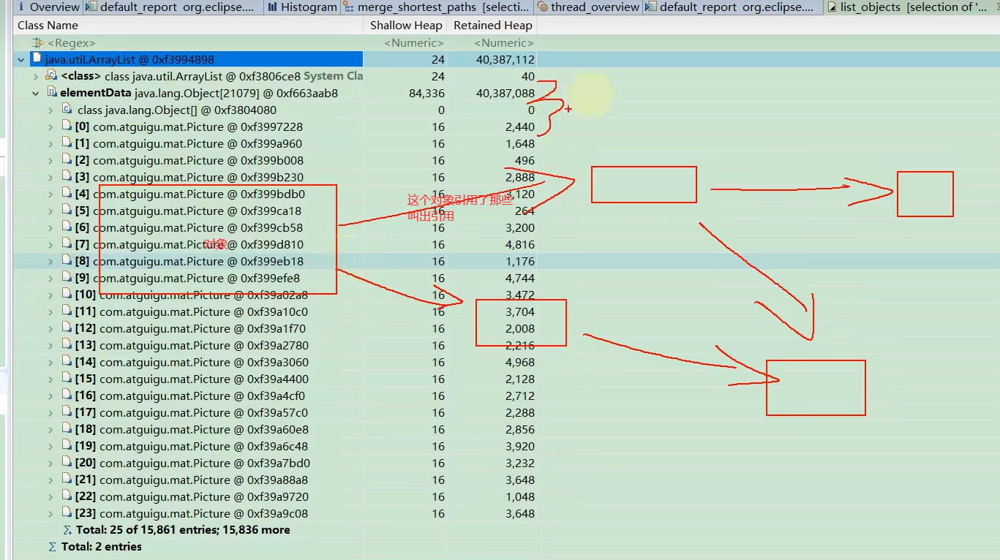 i Overview default_report org.eclipse.... Histogram merge_shortest_paths [selecti... thread_overview default_report org.eclipse.... list_objects [selection of '...
Class Name Shallow Heap Retained Heap
<Regex> <Numeric> <Numeric>
java.util.ArrayList @ 0xf3994898 24 40,387,112
<class> class java.util.ArrayList @ 0xf3806ce8 System Cla 24 40
elementData java.lang.Object[21079] @ 0xf663aab8 84,336 40,387,088
class java.lang.Object[] @ 0xf3804080 0 0
[0] com.atguigu.mat.Picture @ 0xf3997228 16 2,440
[1] com.atguigu.mat.Picture @ 0xf399a960 16 1,648
[2] com.atguigu.mat.Picture @ 0xf399b008 16 496
[3] com.atguigu.mat.Picture @ 0xf399b230 16 2,888
[4] com.atguigu.mat.Picture @ 0xf399bdb0 16 3,120
这个对象引用了那些,
[5] com.atguigu.mat.Picture @ 0xf399ca18 16 264
叫出引用
[6] com.atguigu.mat.Picture @ 0xf399cb58 16 3,200
[7] com.atguigu.mat.Picture @ 0xf399d810 16 4,816
对象
[8] com.atguigu.mat.Picture @ 0xf399eb18 16 1,176
[9] com.atguigu.mat.Picture @ 0xf399efe8 16 4,744
[10] com.atguigu.mat.Picture @ 0xf39a02a8 16 3,472
[11] com.atguigu.mat.Picture @ 0xf39a10c0 16 3,704
[12] com.atguigu.mat.Picture @ 0xf39a1f70 16 2,008
[13] com.atguigu.mat.Picture @ 0xf39a2780 16 2,216
[14] com.atguigu.mat.Picture @ 0xf39a3060 16 4,968
[15] com.atguigu.mat.Picture @ 0xf39a4400 16 2,128
[16] com.atguigu.mat.Picture @ 0xf39a4cf0 16 2,712
[17] com.atguigu.mat.Picture @ 0xf39a57c0 16 2,288
[18] com.atguigu.mat.Picture @ 0xf39a60e8 16 2,856
[19] com.atguigu.mat.Picture @ 0xf39a6c48 16 3,920
[20] com.atguigu.mat.Picture @ 0xf39a7bd0 16 3,232
[21] com.atguigu.mat.Picture @ 0xf39a88a8 16 3,648
[22] com.atguigu.mat.Picture @ 0xf39a9720 16 1,048
[23] com.atguigu.mat.Picture @ 0xf39a9c08 16 3,648
Total: 25 of 15,861 entries; 15,836 more
Total: 2 entries